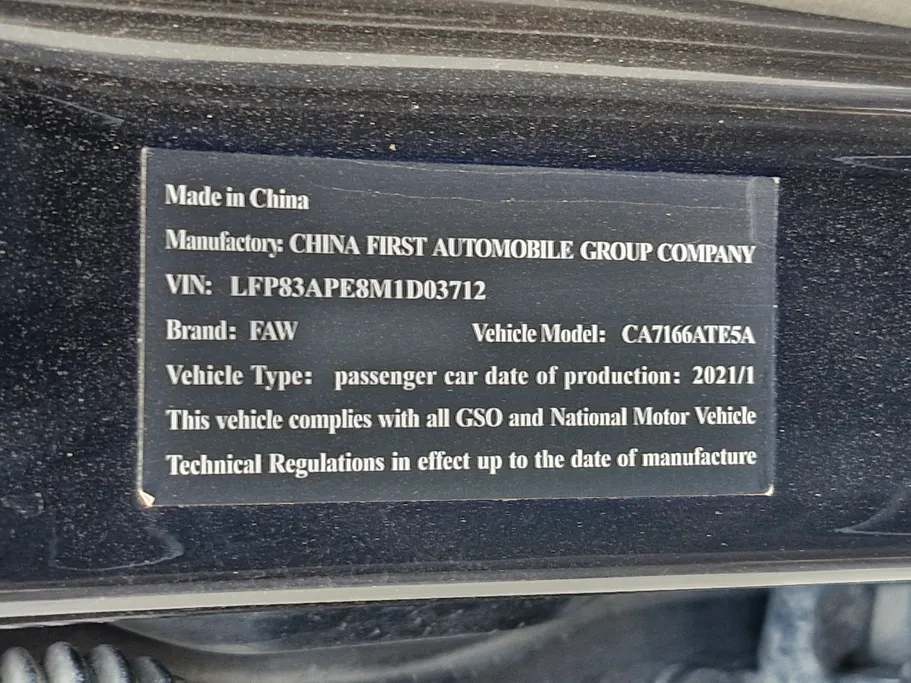 Made in China
Manufactory: CHINA FIRST AUTOMOBILE GROUP COMPANY
VIN: LFP83APE8M1D03712
Brand: FAW Vehicle Model: CA7166ATE5A
Vehicle Type: passenger car date of production: 2021/1
This vehicle complies with all GSO and National Motor Vehicle
Technical Regulations in effect up to the date of manufacture